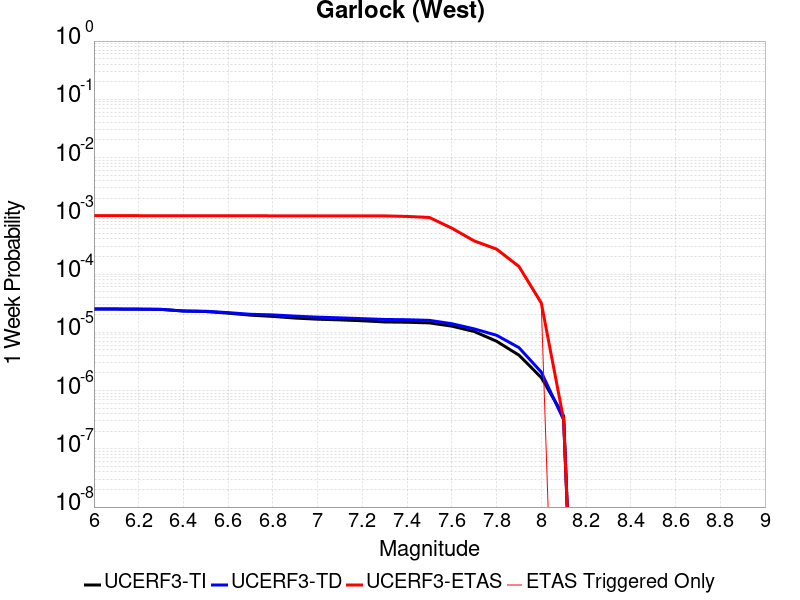 Garlock (West)
10^0
10^-1
10^-2
10^-3
10^-4
10^-5
10^-6
10^-7
10^-8
1 Week Probability
6 6.2 6.4 6.6 6.8 7 7.2 7.4 7.6 7.8 8 8.2 8.4 8.6 8.8 9
Magnitude
UCERF3-TI UCERF3-TD UCERF3-ETAS ETAS Triggered Only